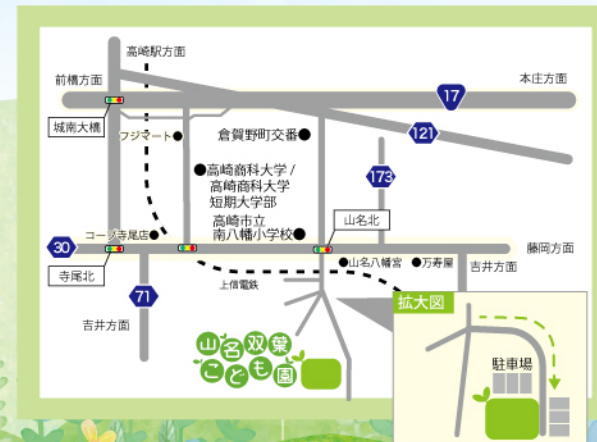 高崎駅方面
前橋方面
本庄方面
17
城南大橋
フジマート
倉賀野町交番
121
高崎商科大学 /
高崎商科大学
短期大学部
173
高崎市立
南八幡小学校
山名北
コープ寺尾店
30
藤岡方面
寺尾北
山名八幡宮
万寿屋
吉井方面
71
上信電鉄
吉井方面
拡大図
山名双葉
こども園
駐車場